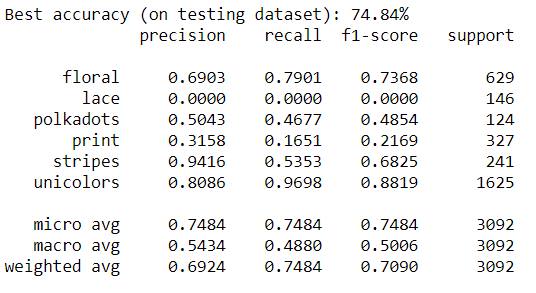 Best accuracy (on testing dataset): 74.84%
precision recall f1-score support
floral 0.6903 0.7901 0.7368 629
lace 0.0000 0.0000 0.0000 146
polkadots 0.5043 0.4677 0.4854 124
print 0.3158 0.1651 0.2169 327
stripes 0.9416 0.5353 0.6825 241
unicolors 0.8086 0.9698 0.8819 1625
micro avg 0.7484 0.7484 0.7484 3092
macro avg 0.5434 0.4880 0.5006 3092
weighted avg 0.6924 0.7484 0.7090 3092